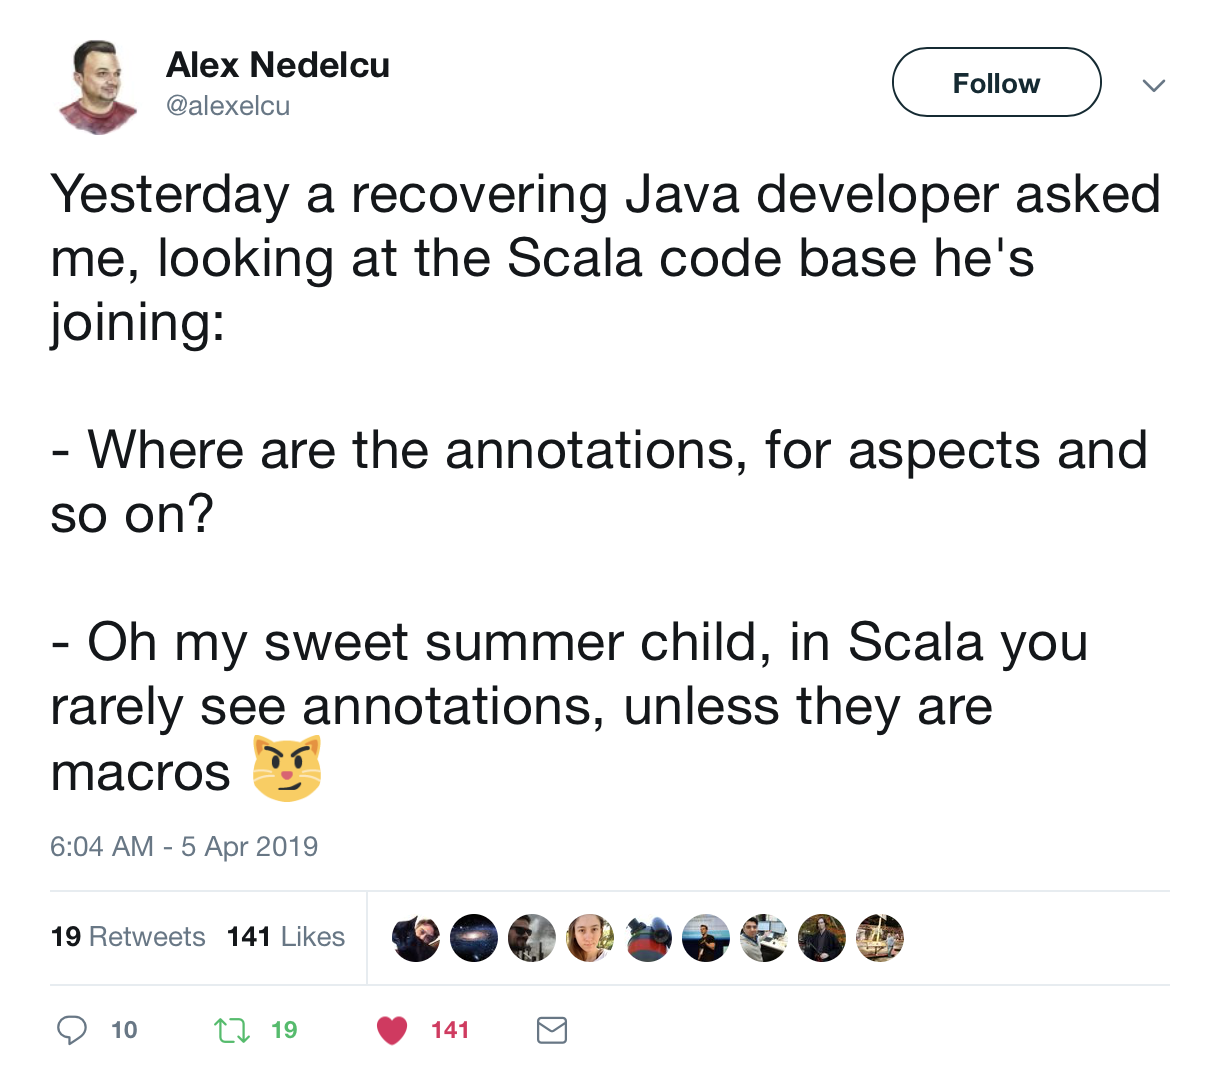 Alex Nedelcu
@alexelcu
Follow
Yesterday a recovering Java developer asked
me, looking at the Scala code base he's
joining:
- Where are the annotations, for aspects and
so on?
- Oh my sweet summer child, in Scala you
rarely see annotations, unless they are
macros 😼
6:04 AM - 5 Apr 2019
19 Retweets 141 Likes
10 19 141